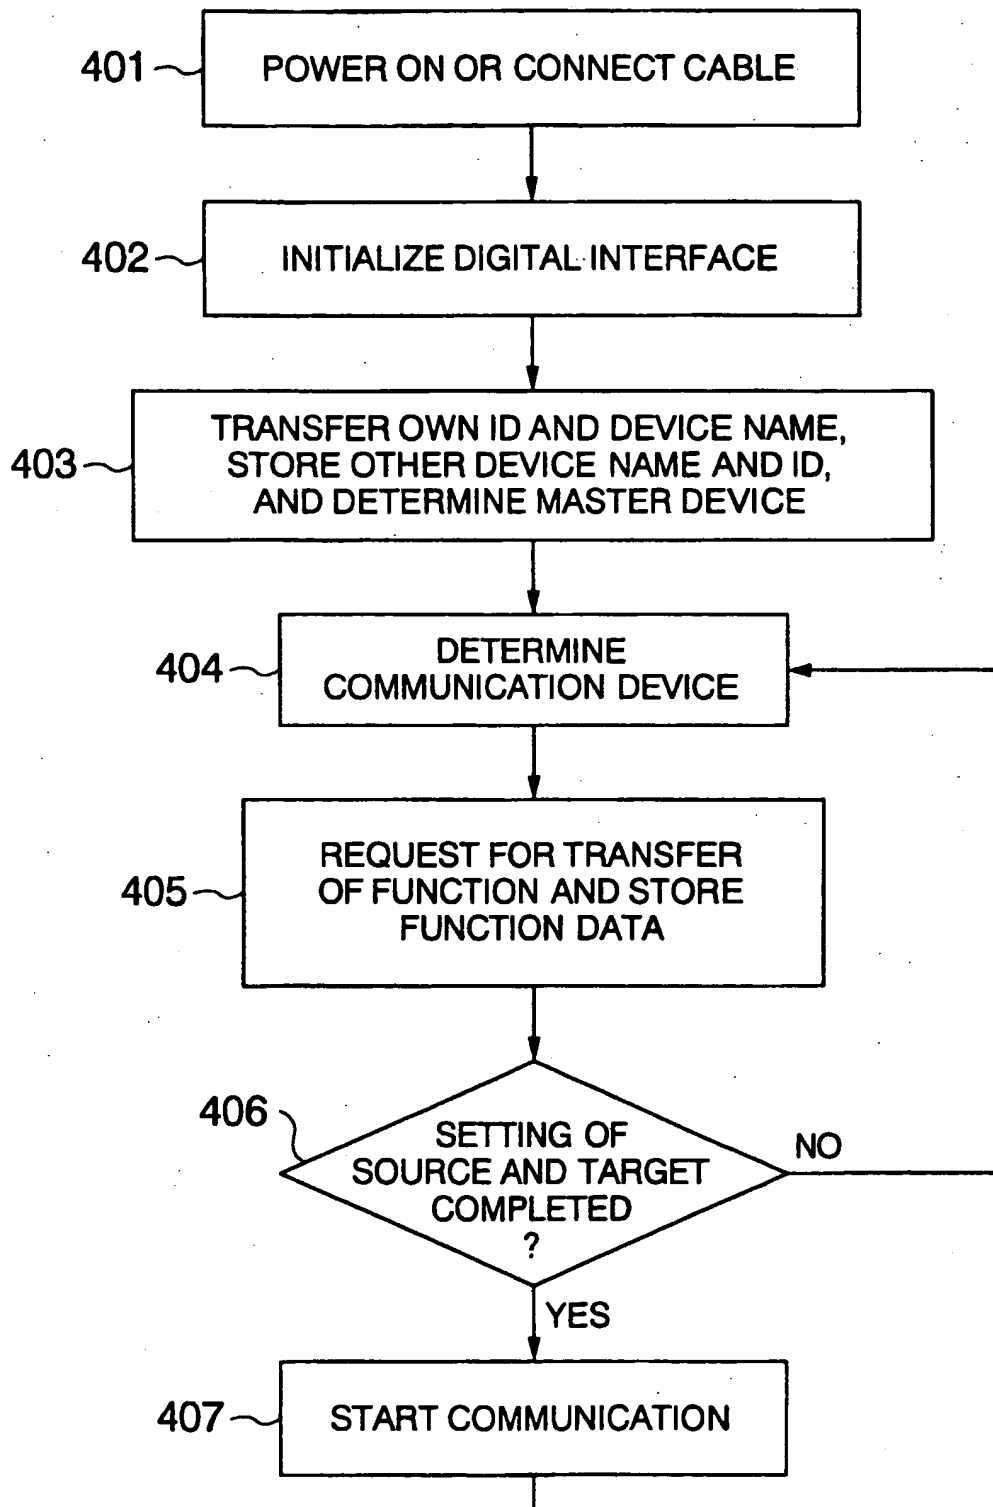 401
POWER ON OR CONNECT CABLE
402
INITIALIZE DIGITAL INTERFACE
403
TRANSFER OWN ID AND DEVICE NAME,
STORE OTHER DEVICE NAME AND ID,
AND DETERMINE MASTER DEVICE
404
DETERMINE
COMMUNICATION DEVICE
405
REQUEST FOR TRANSFER
OF FUNCTION AND STORE
FUNCTION DATA
406
SETTING OF
SOURCE AND TARGET
COMPLETED
?
NO
YES
407
START COMMUNICATION